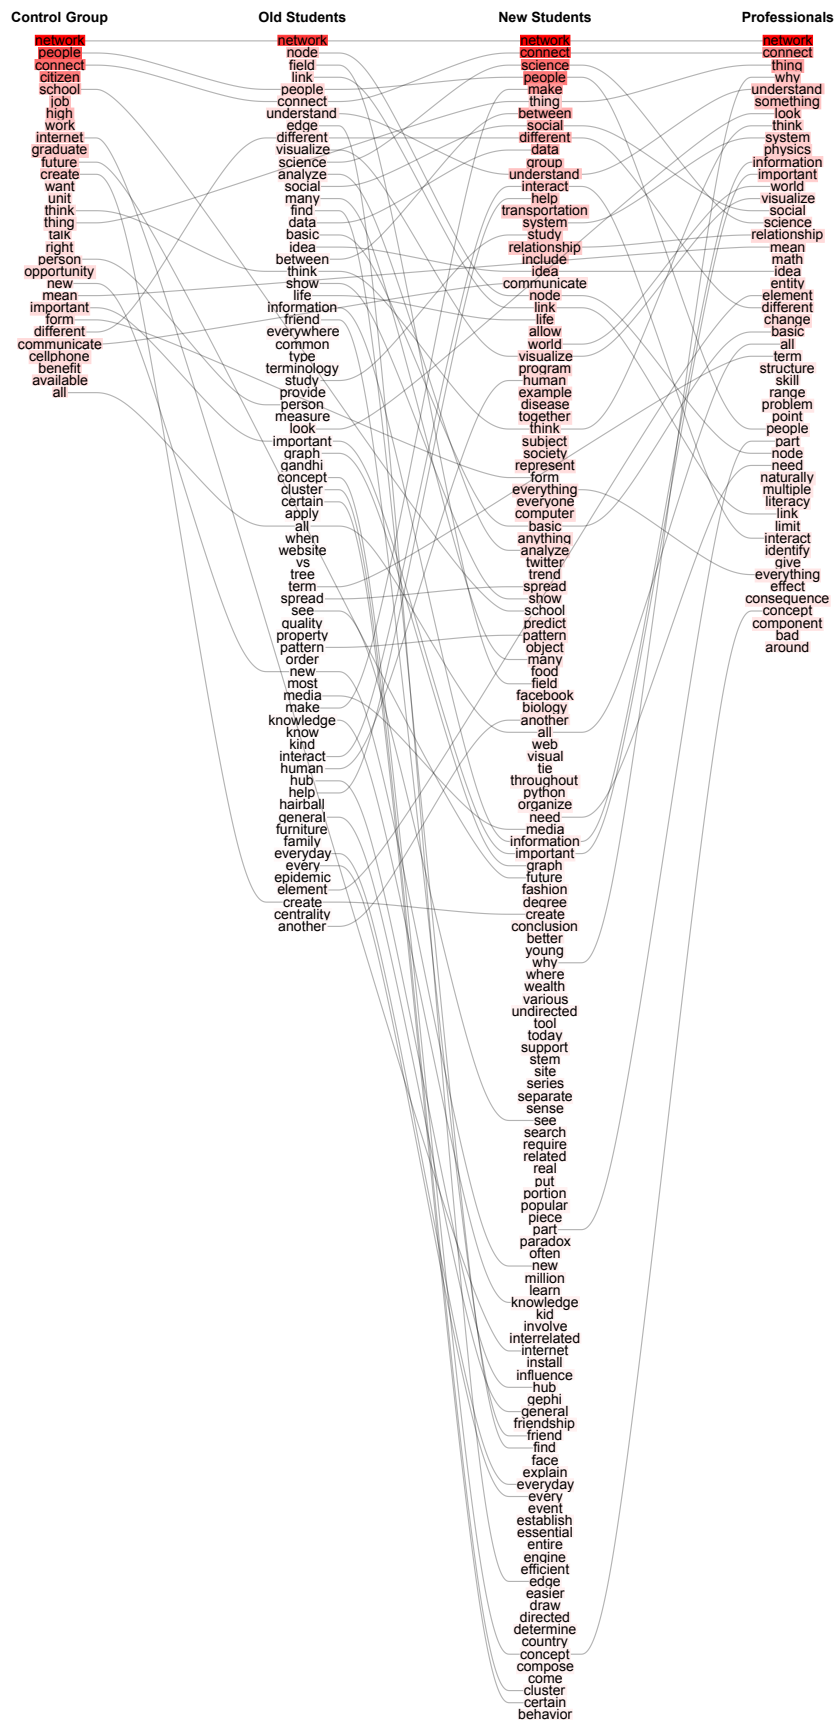 Control Group
network
people
connect
citizen
school
job
high
work
internet
graduate
future
create
want
unit
think
thing
talk
right
person
opportunity
new
mean
important
form
different
communicate
cellphone
benefit
available
all
Old Students
network
node
field
link
people
connect
understand
edge
different
visualize
science
analyze
social
many
find
data
basic
idea
between
think
show
life
information
friend
everywhere
common
type
terminology
study
provide
person
measure
look
important
graph
gandhi
concept
cluster
certain
apply
all
when
website
vs
tree
term
spread
see
quality
property
pattern
order
new
most
media
make
knowledge
know
kind
interact
human
hub
help
hairball
general
furniture
family
everyday
every
epidemic
element
create
centrality
another
New Students
network
connect
science
people
make
thing
between
social
different
data
group
understand
interact
help
transportation
system
study
relationship
include
idea
communicate
node
link
life
allow
world
visualize
program
human
example
disease
together
think
subject
society
represent
form
everything
everyone
computer
basic
anything
analyze
twitter
trend
spread
show
school
predict
pattern
object
many
food
field
facebook
biology
another
all
web
visual
tie
throughout
python
organize
need
media
information
important
graph
future
fashion
degree
create
conclusion
better
young
why
where
wealth
various
undirected
tool
today
support
stem
site
series
separate
sense
see
search
require
related
real
put
portion
popular
piece
part
paradox
often
new
million
learn
knowledge
kid
involve
interrelated
internet
install
influence
hub
gephi
general
friendship
friend
find
face
explain
everyday
every
event
establish
essential
entire
engine
efficient
edge
easier
draw
directed
determine
country
concept
compose
come
cluster
certain
behavior
Professionals
network
connect
thing
why
understand
something
look
think
system
physics
information
important
world
visualize
social
science
relationship
mean
math
idea
entity
element
different
change
basic
all
term
structure
skill
range
problem
point
people
part
node
need
naturally
multiple
literacy
link
limit
interact
identify
give
everything
effect
consequence
concept
component
bad
around